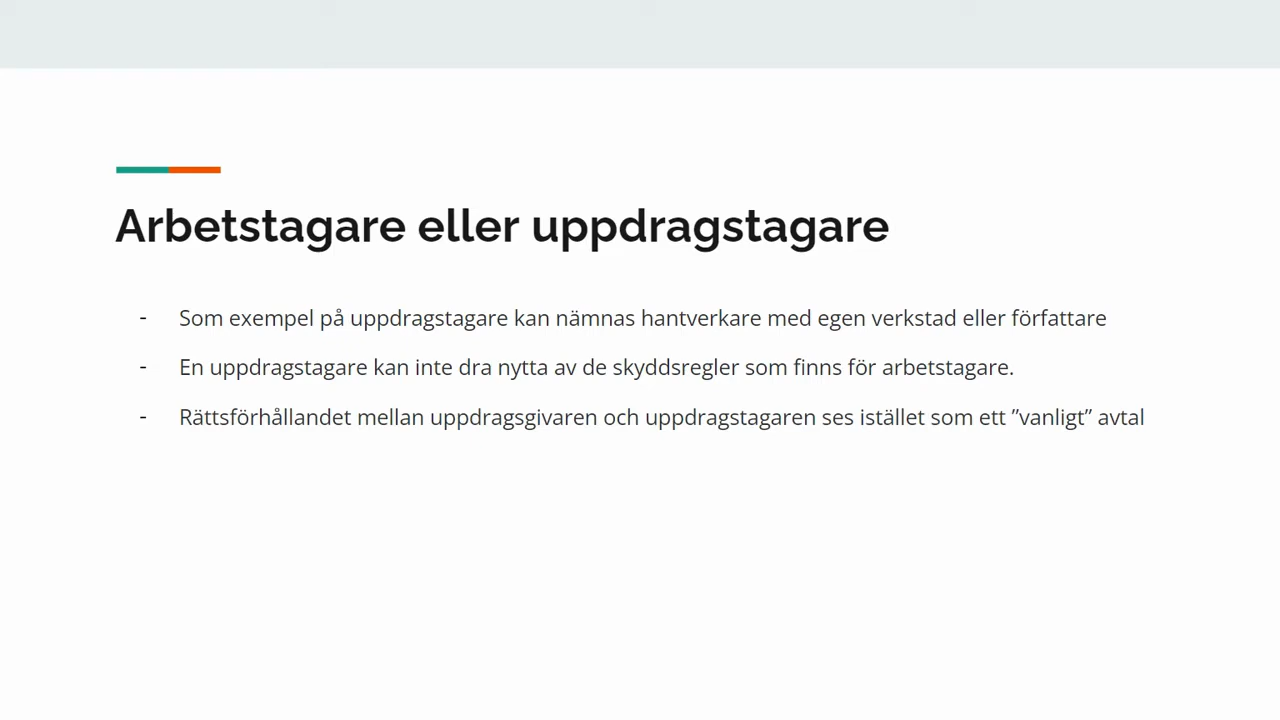 Arbetstagare eller uppdragstagare
- Som exempel på uppdragstagare kan nämnas hantverkare med egen verkstad eller författare
- En uppdragstagare kan inte dra nytta av de skyddsregler som finns för arbetstagare.
- Rättsförhållandet mellan uppdragsgivaren och uppdragstagaren ses istället som ett ”vanligt” avtal